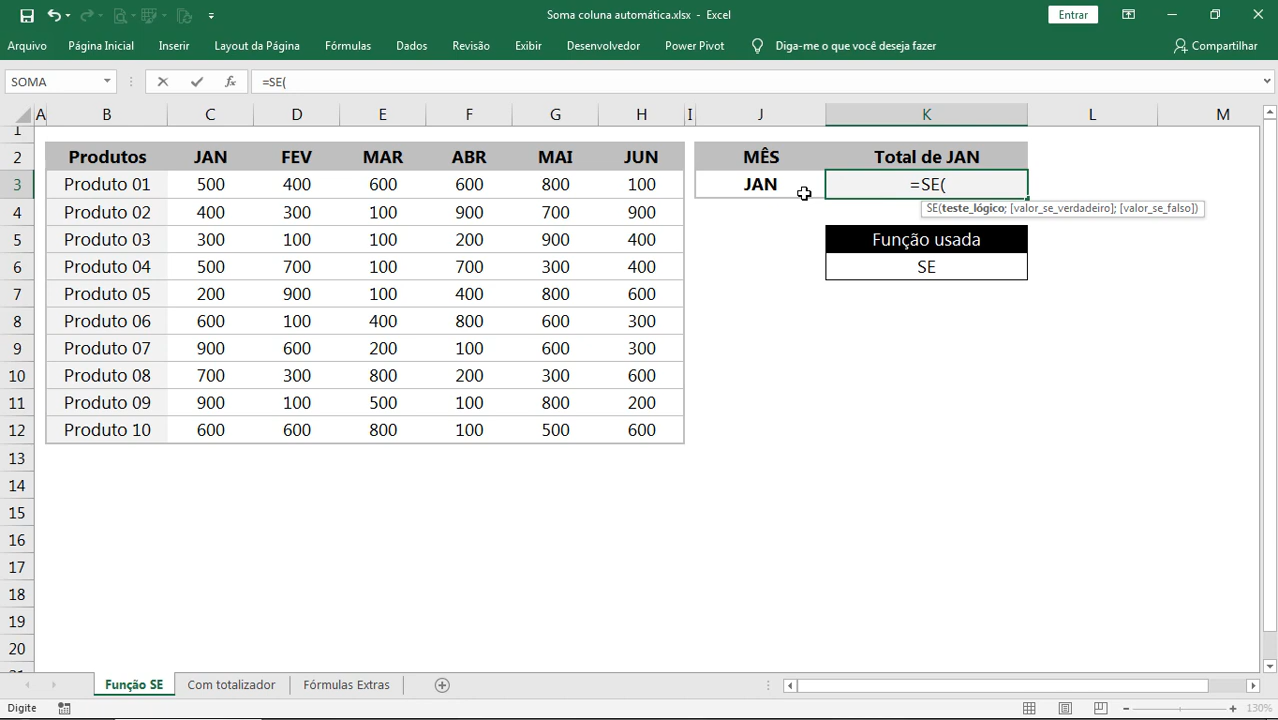 Soma coluna automática.xlsx - Excel
Entrar
Arquivo Página Inicial Inserir Layout da Página Fórmulas Dados Revisão Exibir Desenvolvedor Power Pivot Diga-me o que você deseja fazer Compartilhar
SOMA fx =SE(
A B C D E F G H I J K L M
1
2 Produtos JAN FEV MAR ABR MAI JUN MÊS Total de JAN
3 Produto 01 500 400 600 600 800 100 JAN =SE(
SE(teste_lógico; [valor_se_verdadeiro]; [valor_se_falso])
4 Produto 02 400 300 100 900 700 900
5 Produto 03 300 100 100 200 900 400 Função usada
6 Produto 04 500 700 100 700 300 400 SE
7 Produto 05 200 900 100 400 800 600
8 Produto 06 600 100 400 800 600 300
9 Produto 07 900 600 200 100 600 300
10 Produto 08 700 300 800 200 300 600
11 Produto 09 900 100 500 100 800 200
12 Produto 10 600 600 800 100 500 600
13
14
15
16
17
18
19
20
21
Função SE Com totalizador Fórmulas Extras
Digite 130%